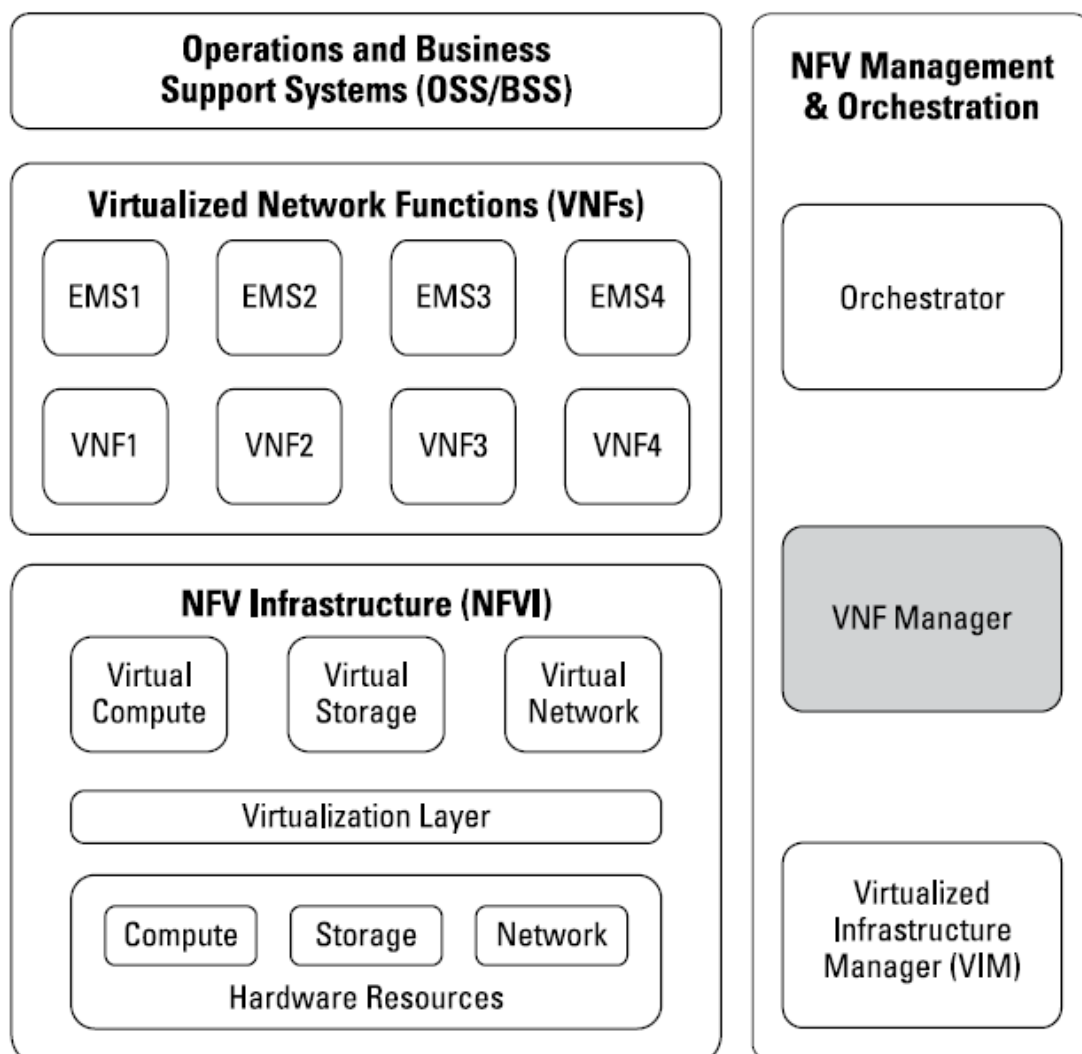 Operations and Business
Support Systems (OSS/BSS)
Virtualized Network Functions (VNFs)
EMS1
EMS2
EMS3
EMS4
VNF1
VNF2
VNF3
VNF4
NFV Infrastructure (NFVI)
Virtual
Compute
Virtual
Storage
Virtual
Network
Virtualization Layer
Compute
Storage
Network
Hardware Resources
NFV Management
& Orchestration
Orchestrator
VNF Manager
Virtualized
Infrastructure
Manager (VIM)